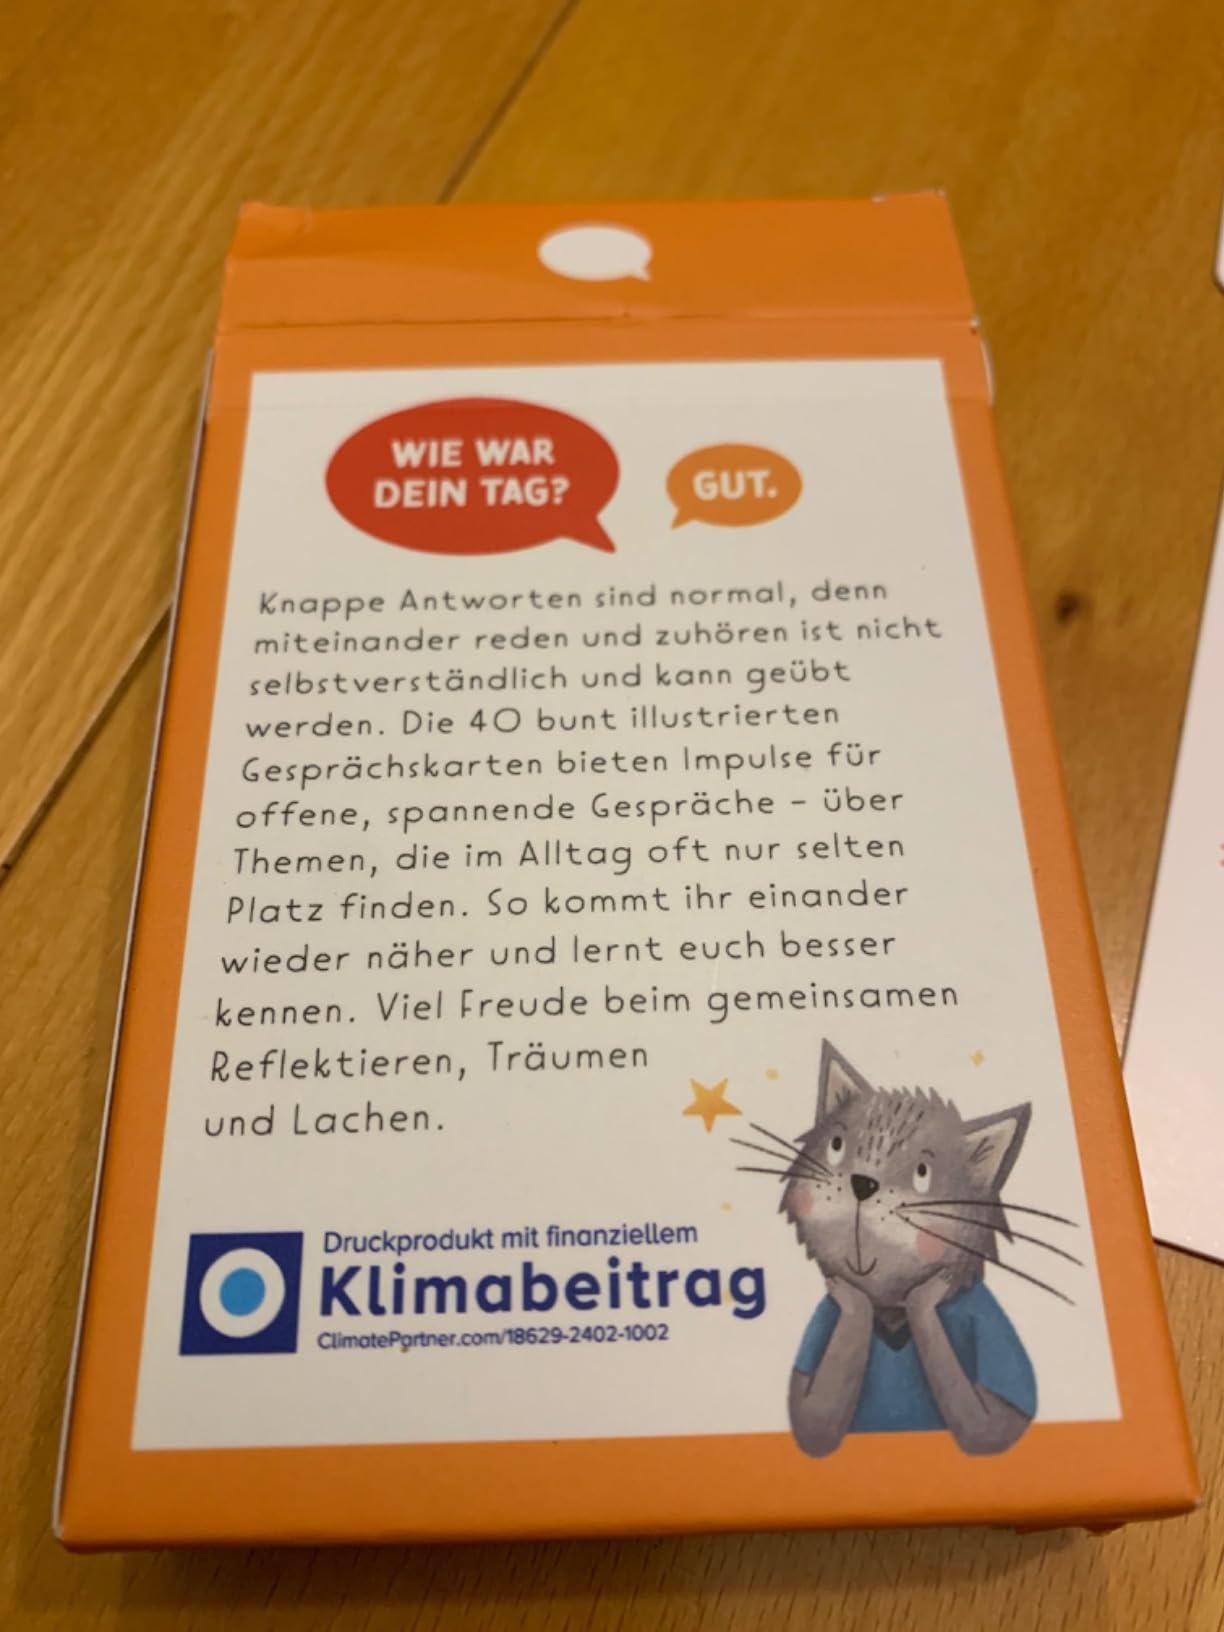 WIE WAR
DEIN TAG?
GUT.
Knappe Antworten sind normal, denn
miteinander reden und zuhören ist nicht
selbstverständlich und kann geübt
werden. Die 40 bunt illustrierten
Gesprächskarten bieten Impulse für
offene, spannende Gespräche – über
Themen, die im Alltag oft nur selten
Platz finden. So kommt ihr einander
wieder näher und lernt euch besser
kennen. Viel Freude beim gemeinsamen
Reflektieren, Träumen
und Lachen.
Druckprodukt mit finanziellem
Klimabeitrag
ClimatePartner.com/18629-2402-1002